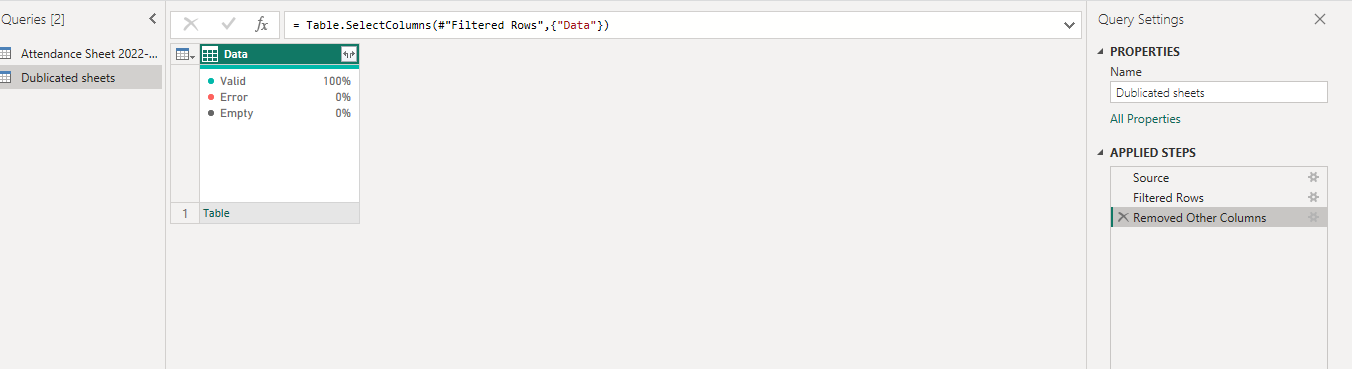 Queries [2]
Attendance Sheet 2022-...
Dublicated sheets
fx
= Table.SelectColumns(#"Filtered Rows",{"Data"})
Data
Valid 100%
Error 0%
Empty 0%
1 Table
Query Settings
PROPERTIES
Name
Dublicated sheets
All Properties
APPLIED STEPS
Source
Filtered Rows
Removed Other Columns